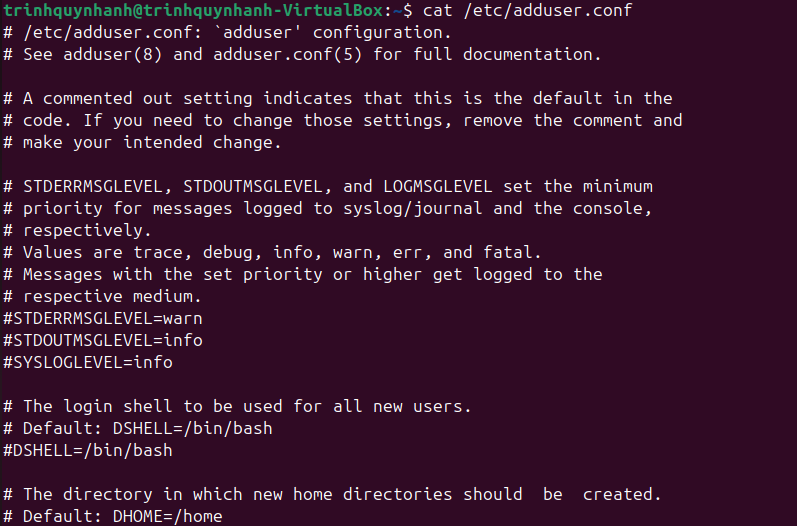 trinhquynhanh@trinhquynhanh-VirtualBox:~$ cat /etc/adduser.conf
# /etc/adduser.conf: `adduser' configuration.
# See adduser(8) and adduser.conf(5) for full documentation.
# A commented out setting indicates that this is the default in the
# code. If you need to change those settings, remove the comment and
# make your intended change.
# STDERRMSGLEVEL, STDOUTMSGLEVEL, and LOGMSGLEVEL set the minimum
# priority for messages logged to syslog/journal and the console,
# respectively.
# Values are trace, debug, info, warn, err, and fatal.
# Messages with the set priority or higher get logged to the
# respective medium.
#STDERRMSGLEVEL=warn
#STDOUTMSGLEVEL=info
#SYSLOGLEVEL=info
# The login shell to be used for all new users.
# Default: DSHELL=/bin/bash
#DSHELL=/bin/bash
# The directory in which new home directories should  be  created.
# Default: DHOME=/home